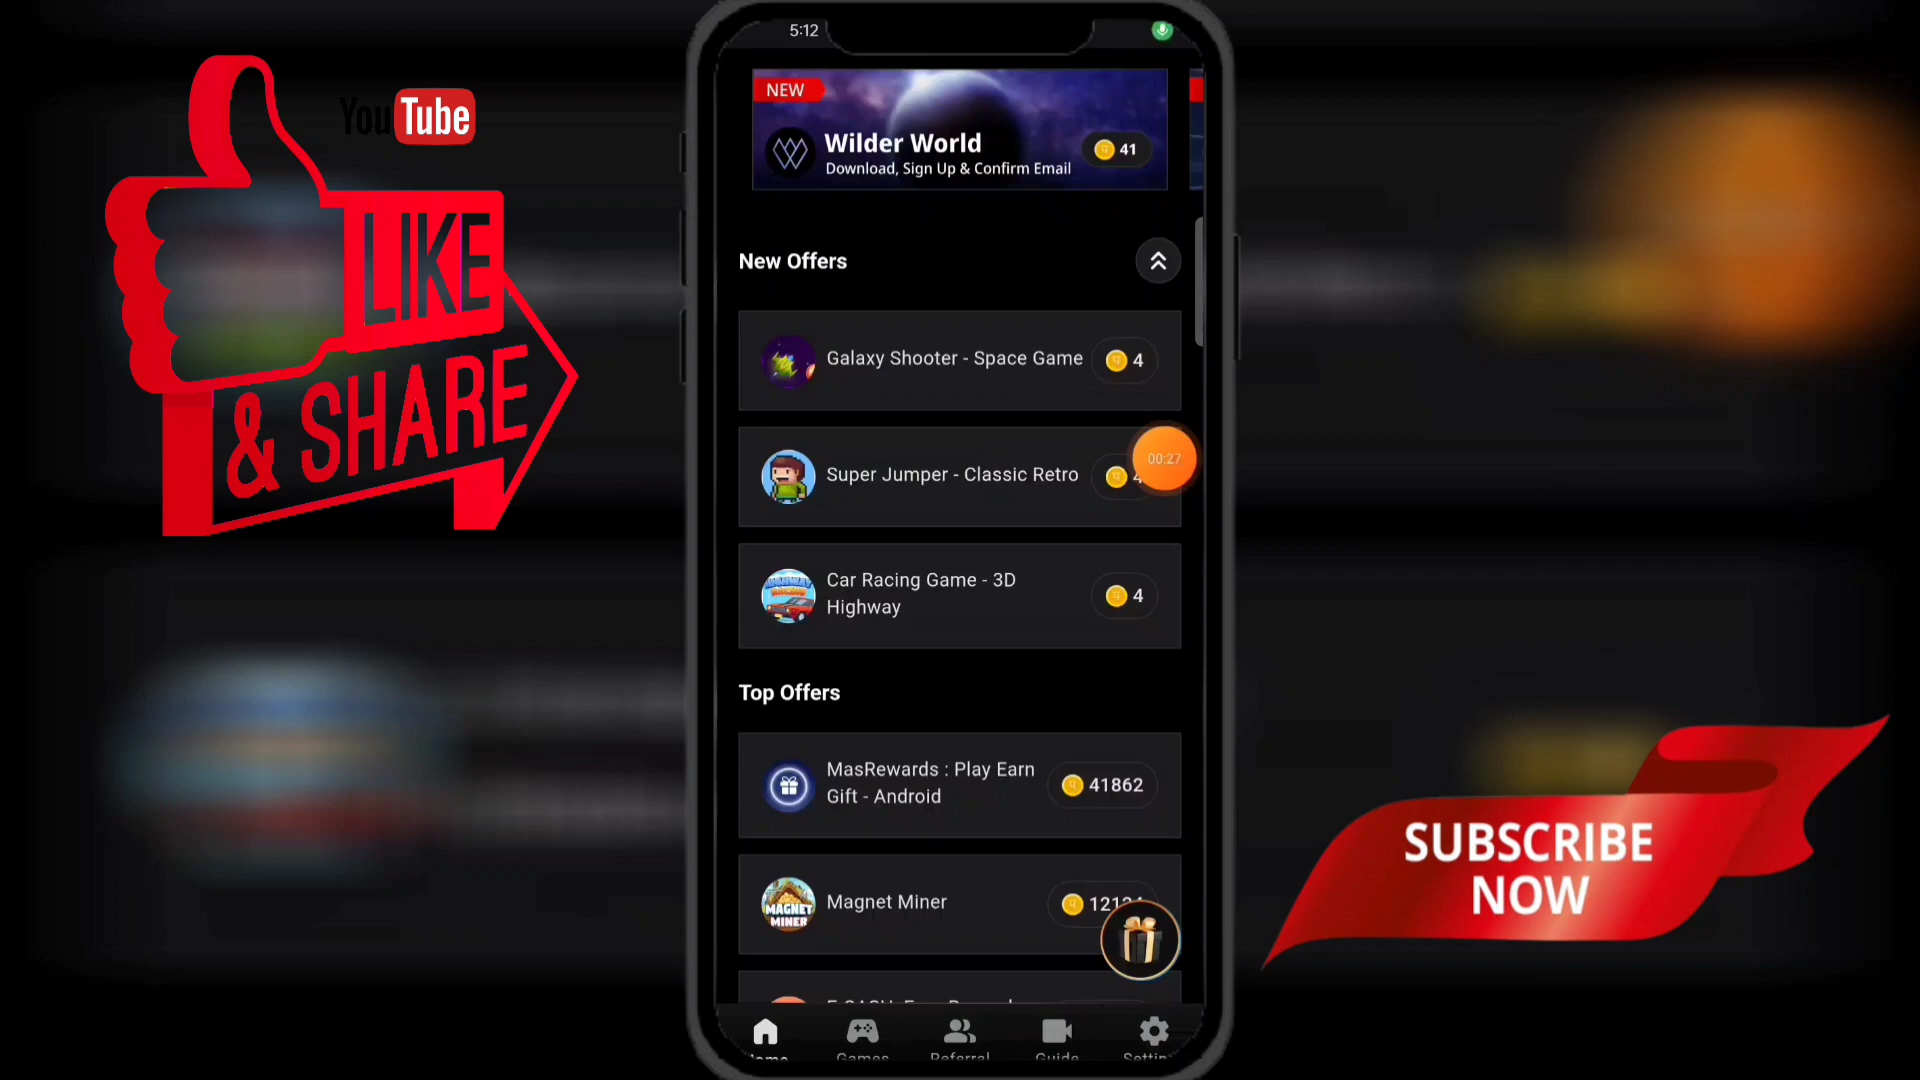 5:12
YouTube
LIKE
& SHARE
NEW
Wilder World
Download, Sign Up & Confirm Email
41
New Offers
Galaxy Shooter - Space Game
4
Super Jumper - Classic Retro
4
00:27
Car Racing Game - 3D
Highway
4
Top Offers
MasRewards : Play Earn
Gift - Android
41862
MAGNET
MINER
Magnet Miner
SUBSCRIBE
NOW
Games
Referral
Guide